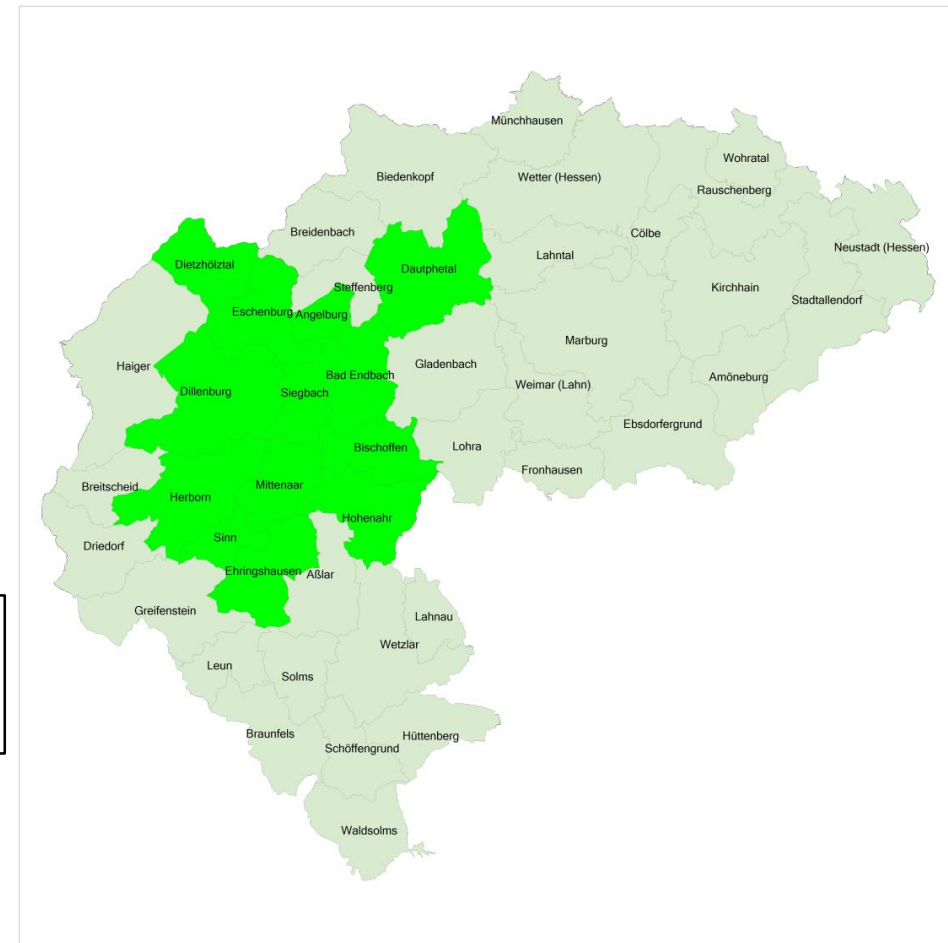 Münchhausen
Wohratal
Biedenkopf
Wetter (Hessen)
Rauschenberg
Breidenbach
Cölbe
Neustadt (Hessen)
Lahntal
Dietzhölztal
Dautphetal
Steffenberg
Kirchhain
Stadtallendorf
Eschenburg
Angelburg
Marburg
Haiger
Gladenbach
Bad Endbach
Amöneburg
Weimar (Lahn)
Dillenburg
Siegbach
Ebsdorfergrund
Bischoffen
Lohra
Fronhausen
Breitscheid
Mittenaar
Herborn
Hohenahr
Sinn
Driedorf
Ehringshausen
Aßlar
Greifenstein
Lahnau
Wetzlar
Leun
Solms
Braunfels
Hüttenberg
Schöffengrund
Waldsolms